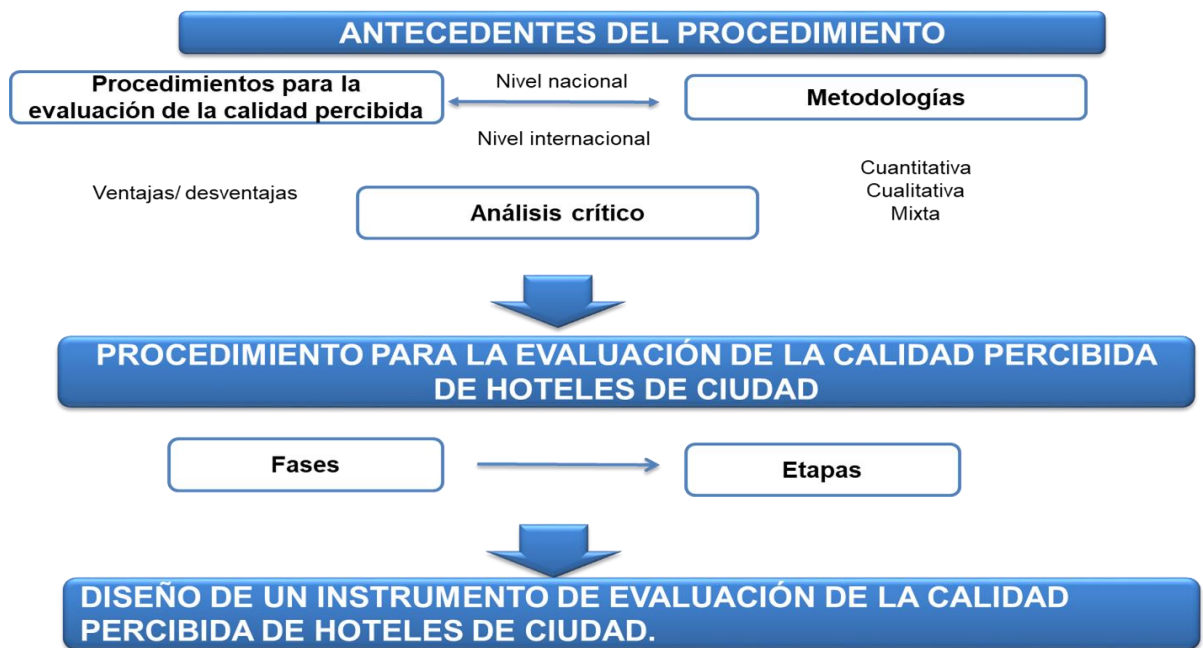 ANTECEDENTES DEL PROCEDIMIENTO
Procedimientos para la
evaluación de la calidad percibida
Nivel nacional
Nivel internacional
Metodologías
Cuantitativa
Cualitativa
Mixta
Ventajas/ desventajas
Análisis crítico
PROCEDIMIENTO PARA LA EVALUACIÓN DE LA CALIDAD PERCIBIDA
DE HOTELES DE CIUDAD
Fases
Etapas
DISEÑO DE UN INSTRUMENTO DE EVALUACIÓN DE LA CALIDAD
PERCIBIDA DE HOTELES DE CIUDAD.